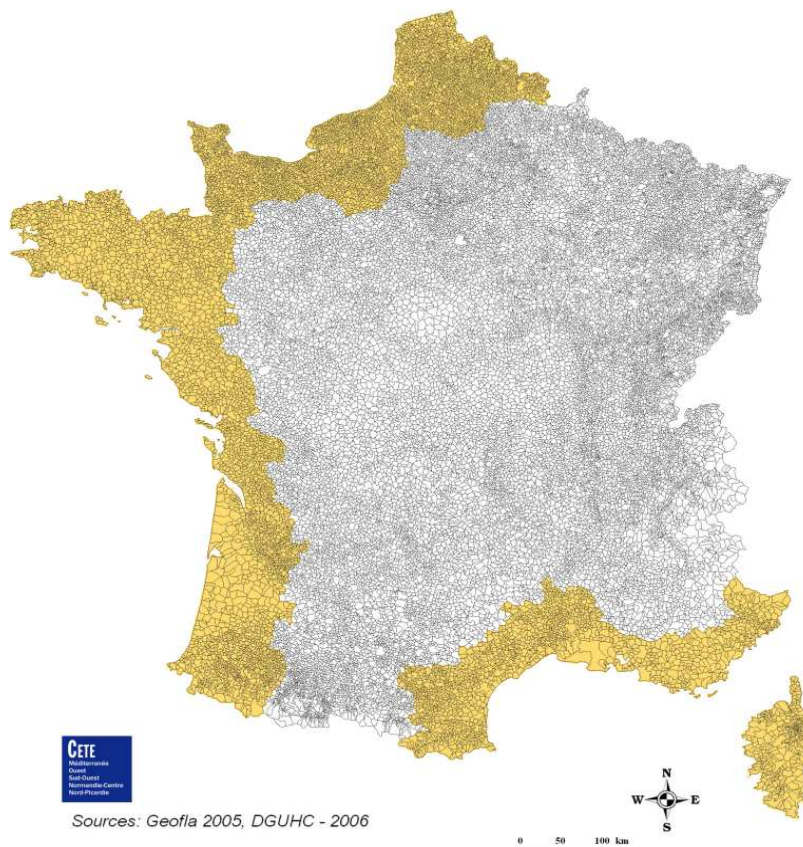 CETE
Méditerranée
Ouest
Sud-Ouest
Normandie-Centre
Nord-Picardie
Sources: Geofla 2005, DGUHC - 2006
N
W E
S
0 50 100 km